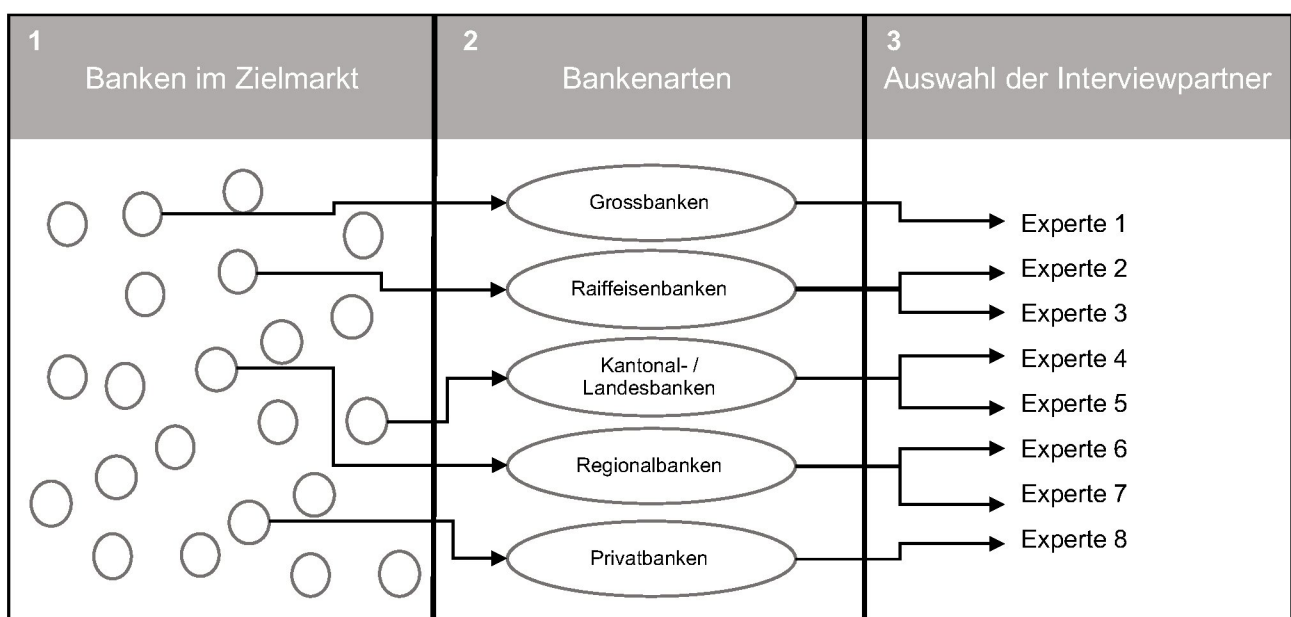 1
Banken im Zielmarkt
2
Bankenarten
3
Auswahl der Interviewpartner
Grossbanken
Raiffeisenbanken
Kantonal- /
Landesbanken
Regionalbanken
Privatbanken
Experte 1
Experte 2
Experte 3
Experte 4
Experte 5
Experte 6
Experte 7
Experte 8